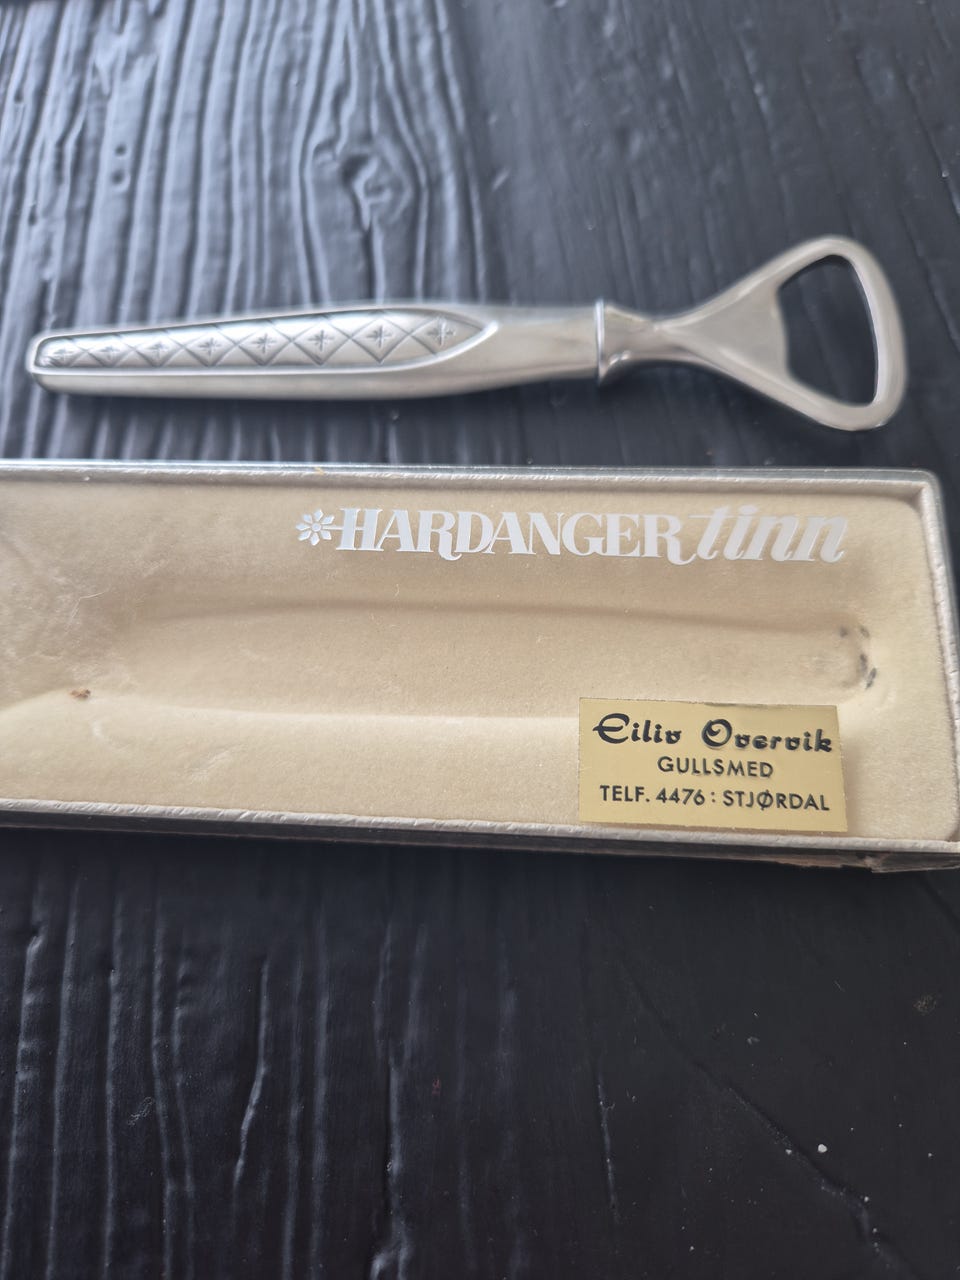 HARDANGER tinn
Eiliv Overvik
GULLSMED
TELF. 4476 : STJØRDAL